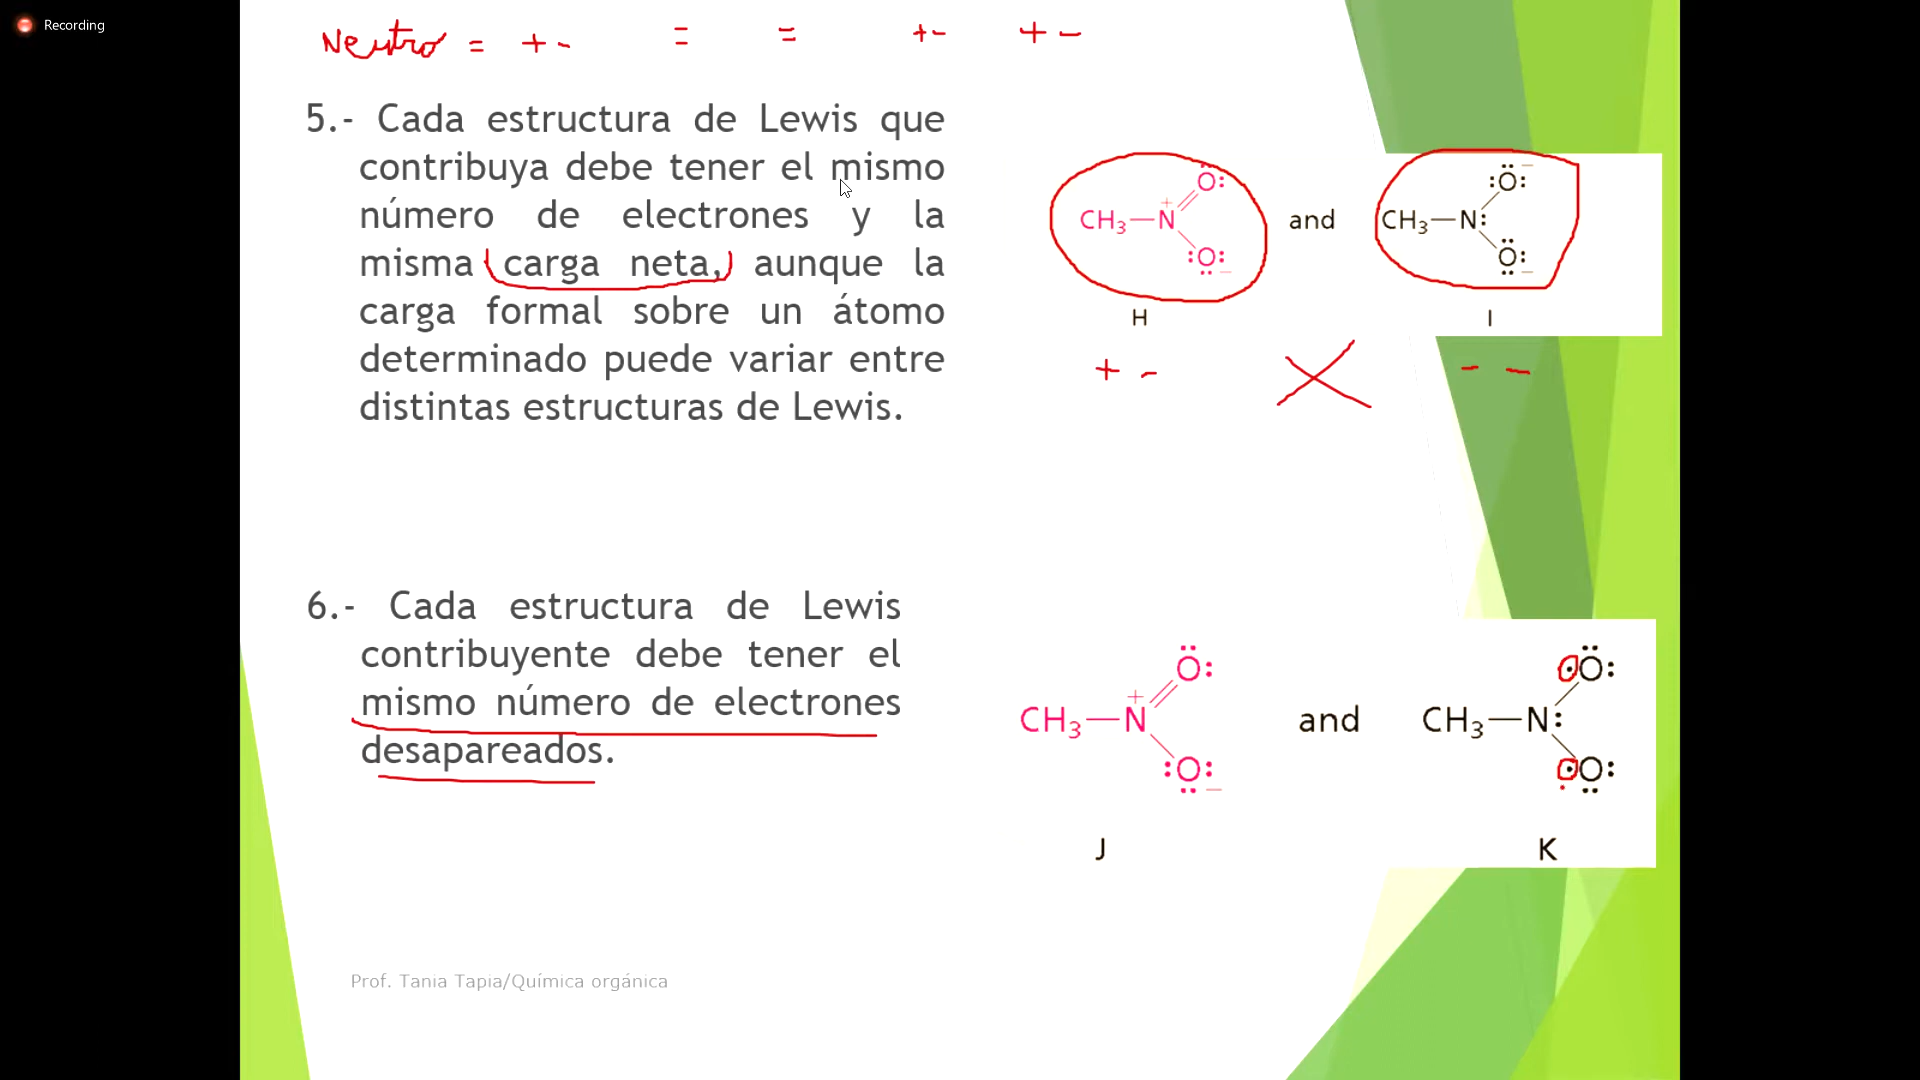 Recording
Neutro = + - = = + - + -
5.- Cada estructura de Lewis que
contribuya debe tener el mismo
número de electrones y la
misma (carga neta,) aunque la
carga formal sobre un átomo
determinado puede variar entre
distintas estructuras de Lewis.
Ö:
CH₃—N⁺
:Ö:⁻
H
and
:Ö:⁻
CH₃—N:
:Ö:⁻
I
+ - X - -
6.- Cada estructura de Lewis
contribuyente debe tener el
mismo número de electrones
desapareados.
Ö:
CH₃—N⁺
:Ö:⁻
J
and
·Ö:
CH₃—N:
·Ö:
K
Prof. Tania Tapia/Química orgánica